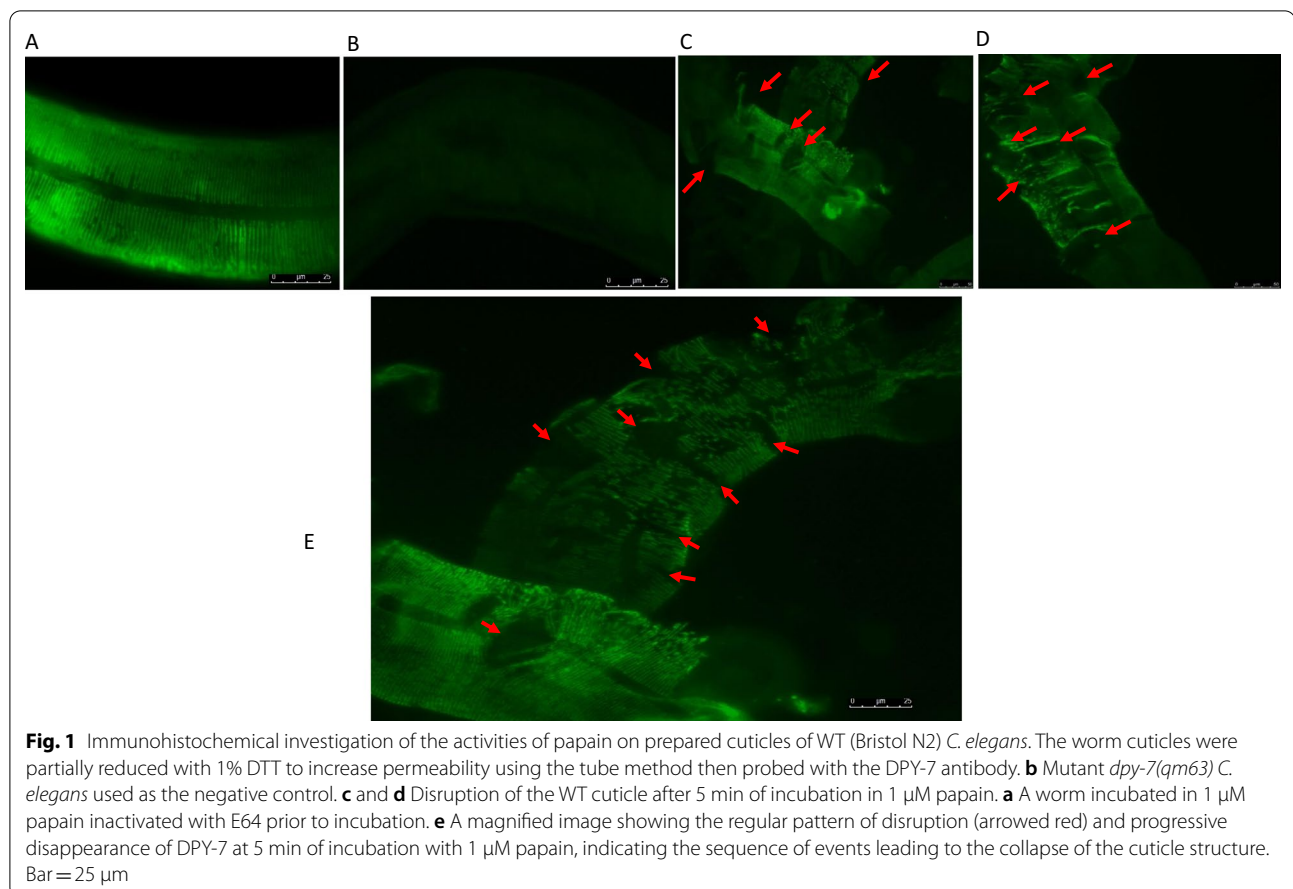 A
B
C
D
0 µm 25
0 µm 25
E
0 µm 25
Fig. 1 Immunohistochemical investigation of the activities of papain on prepared cuticles of WT (Bristol N2) C. elegans. The worm cuticles were
partially reduced with 1% DTT to increase permeability using the tube method then probed with the DPY-7 antibody. b Mutant dpy-7(qm63) C.
elegans used as the negative control. c and d Disruption of the WT cuticle after 5 min of incubation in 1 µM papain. a A worm incubated in 1 µM
papain inactivated with E64 prior to incubation. e A magnified image showing the regular pattern of disruption (arrowed red) and progressive
disappearance of DPY-7 at 5 min of incubation with 1 µM papain, indicating the sequence of events leading to the collapse of the cuticle structure.
Bar = 25 µm